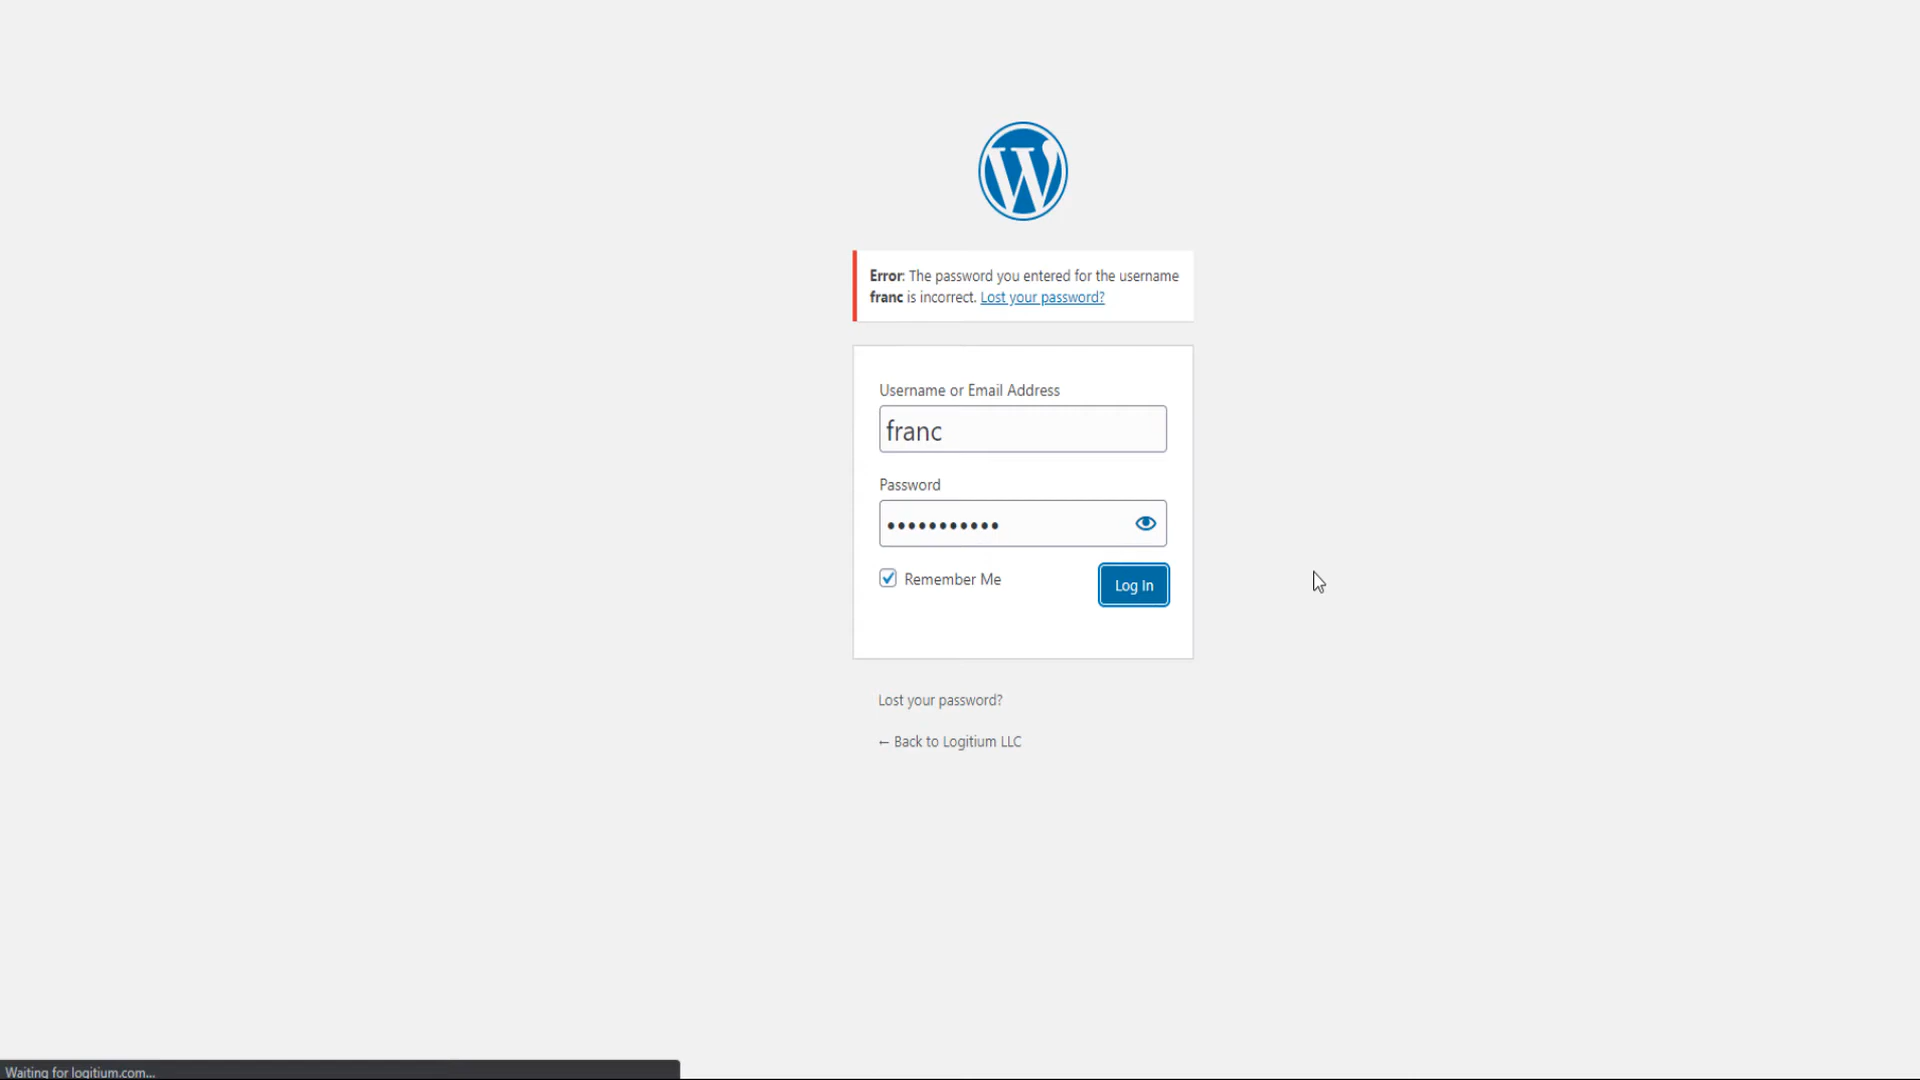 Error: The password you entered for the username
franc is incorrect. Lost your password?
Username or Email Address
franc
Password
Remember Me
Log In
Lost your password?
← Back to Logitium LLC
Waiting for logitium.com...